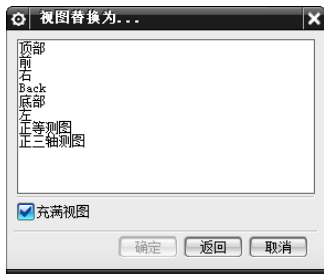 视图替换为...
顶部
前
右
Back
底部
左
正等测图
正三轴测图
充满视图
确定 返回 取消